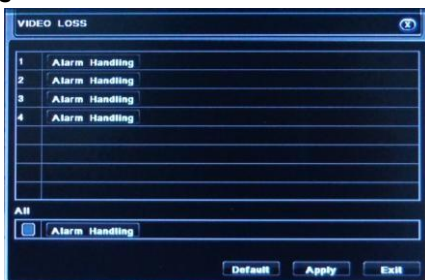 VIDEO LOSS
1 Alarm Handling
2 Alarm Handling
3 Alarm Handling
4 Alarm Handling
All
Alarm Handling
Default Apply Exit